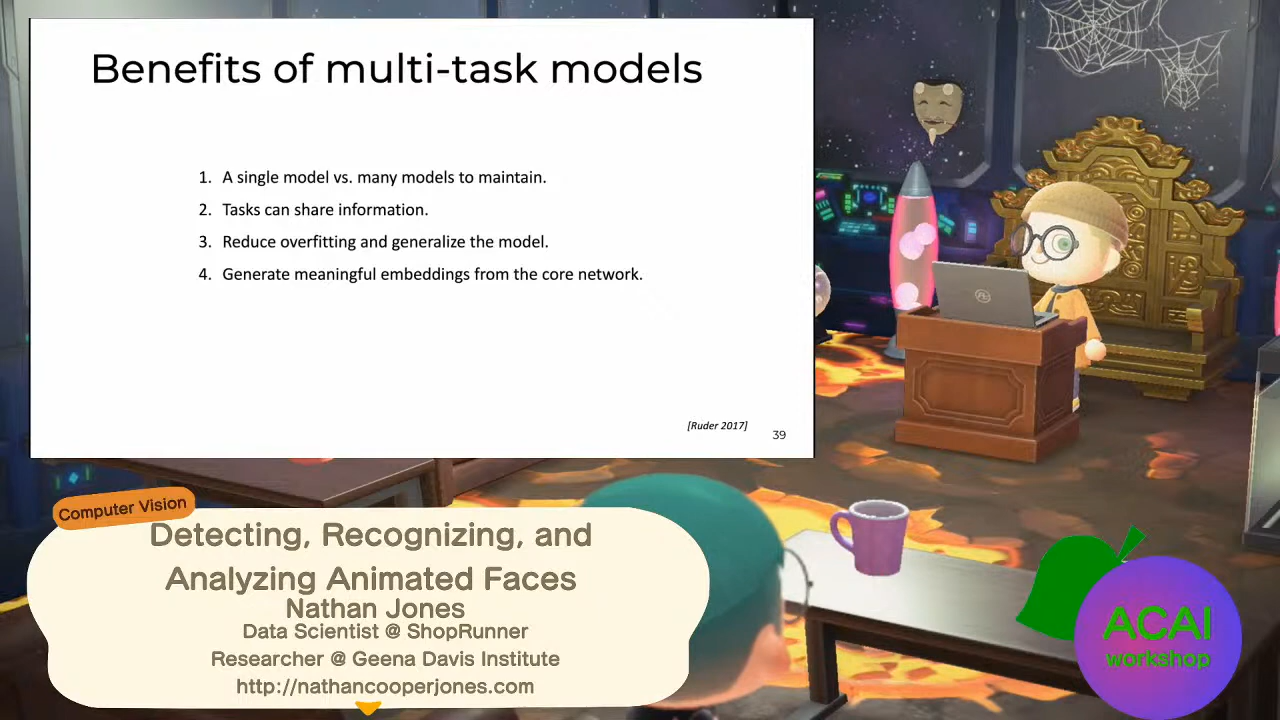 Benefits of multi-task models
1. A single model vs. many models to maintain.
2. Tasks can share information.
3. Reduce overfitting and generalize the model.
4. Generate meaningful embeddings from the core network.
[Ruder 2017]
39
Computer Vision
Detecting, Recognizing, and
Analyzing Animated Faces
Nathan Jones
Data Scientist @ ShopRunner
Researcher @ Geena Davis Institute
http://nathancooperjones.com
ACAI
workshop